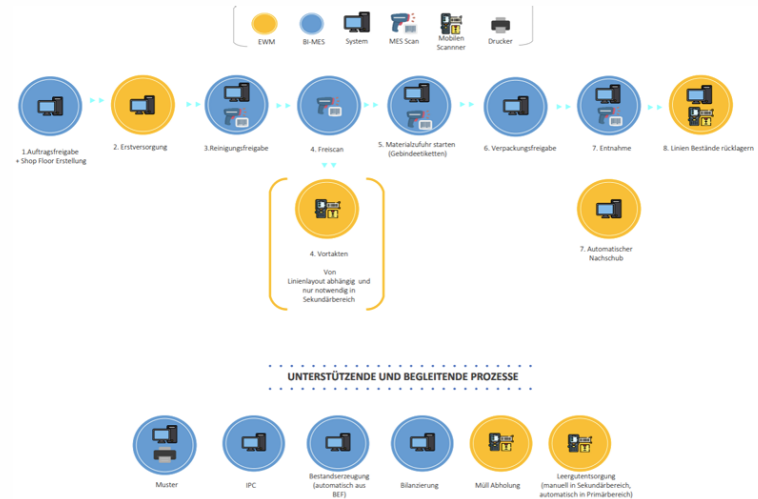 EWM
BI-MES
System
MES Scan
Mobilen
Scannner
Drucker
1.Auftragsfreigabe
+ Shop Floor Erstellung
2. Erstversorgung
3.Reinigungsfreigabe
4. Freiscan
5. Materialzufuhr starten
(Gebindeetiketten)
6. Verpackungsfreigabe
7. Entnahme
8. Linien Bestände rücklagern
4. Vortakten
Von
Linienlayout abhängig und
nur notwendig in
Sekundärbereich
7. Automatischer
Nachschub
UNTERSTÜTZENDE UND BEGLEITENDE PROZESSE
Muster
IPC
Bestandserzeugung
(automatisch aus
BEF)
Bilanzierung
Müll Abholung
Leergutentsorgung
(manuell in Sekundärbereich,
automatisch in Primärbereich)